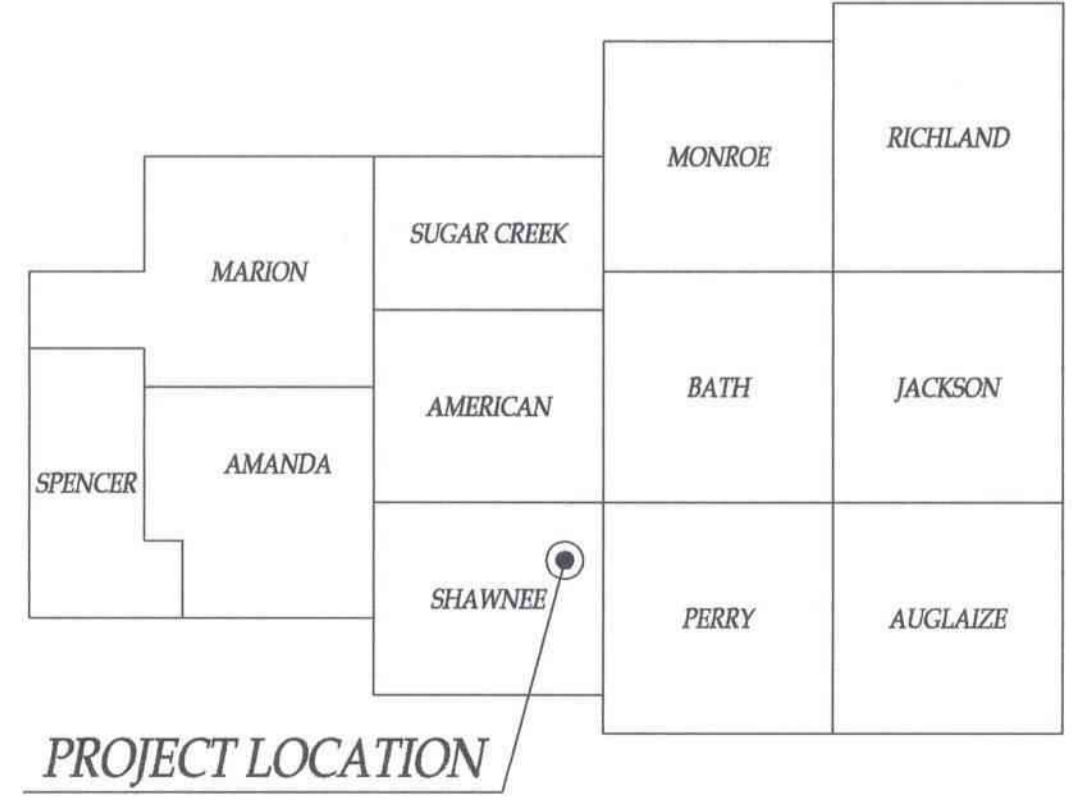 RICHLAND
MONROE
SUGAR CREEK
MARION
BATH
JACKSON
AMERICAN
AMANDA
SPENCER
SHAWNEE
PERRY
AUGLAIZE
PROJECT LOCATION